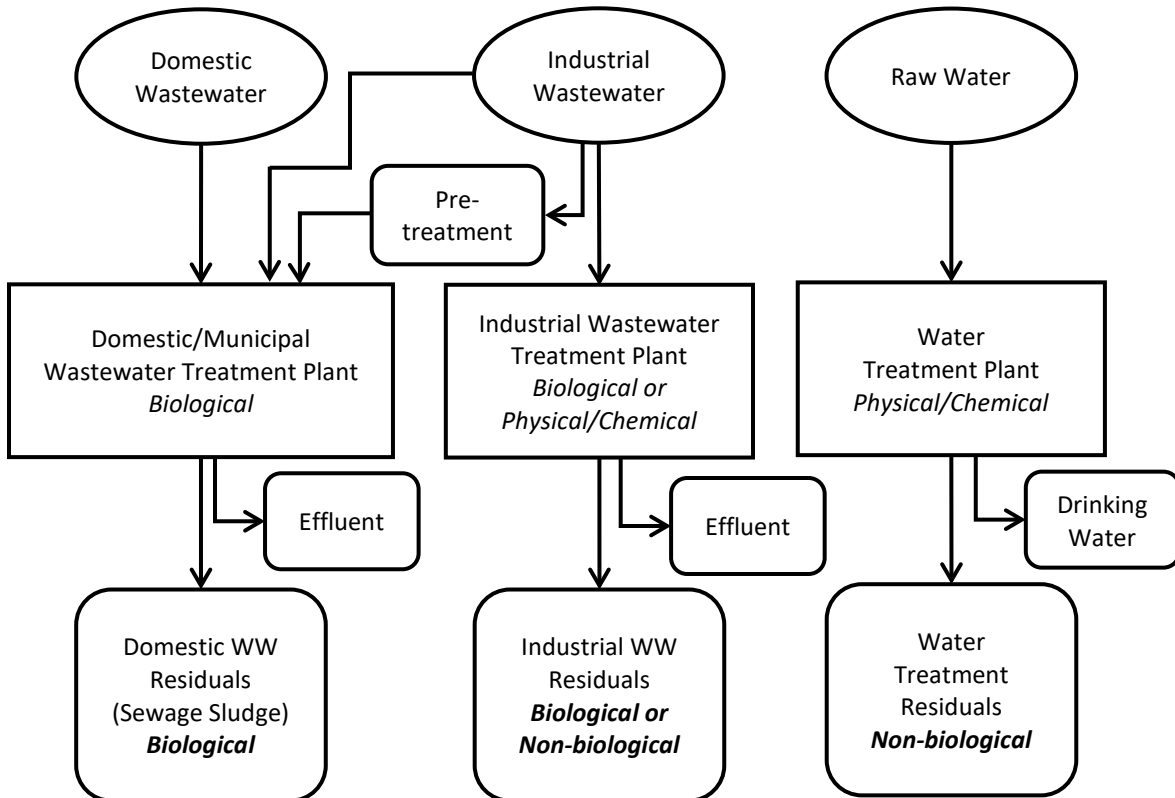 Domestic
Wastewater
Industrial
Wastewater
Raw Water
Pre-
treatment
Domestic/Municipal
Wastewater Treatment Plant
Biological
Industrial Wastewater
Treatment Plant
Biological or
Physical/Chemical
Water
Treatment Plant
Physical/Chemical
Effluent
Effluent
Drinking
Water
Domestic WW
Residuals
(Sewage Sludge)
Biological
Industrial WW
Residuals
Biological or
Non-biological
Water
Treatment
Residuals
Non-biological